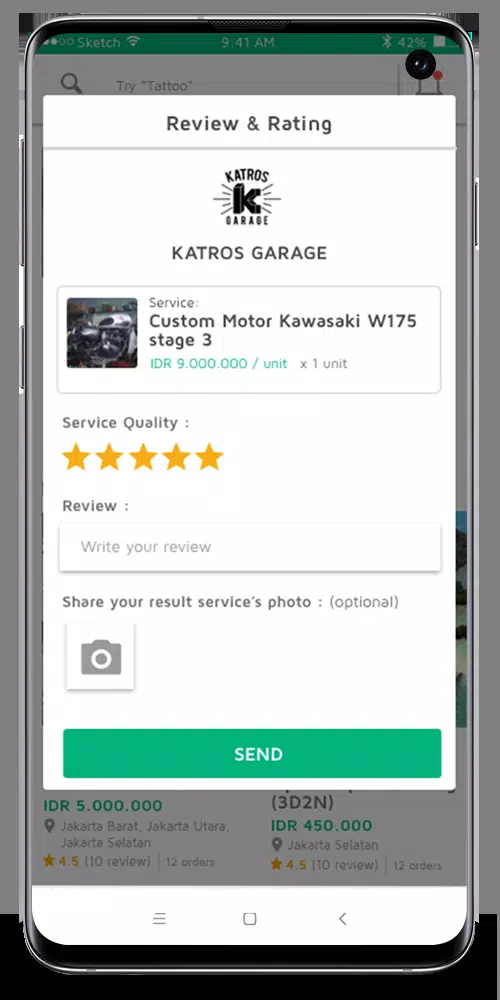 Sketch
9:41 AM
42%
Try "Tattoo"
Review & Rating
KATROS
GARAGE
KATROS GARAGE
Service:
Custom Motor Kawasaki W175
stage 3
IDR 9.000.000 / unit x 1 unit
Service Quality :
Review :
Write your review
Share your result service's photo : (optional)
SEND
IDR 5.000.000
Jakarta Barat, Jakarta Utara,
Jakarta Selatan
4.5 (10 review) 12 orders
(3D2N)
IDR 450.000
Jakarta Selatan
4.5 (10 review) 12 orders